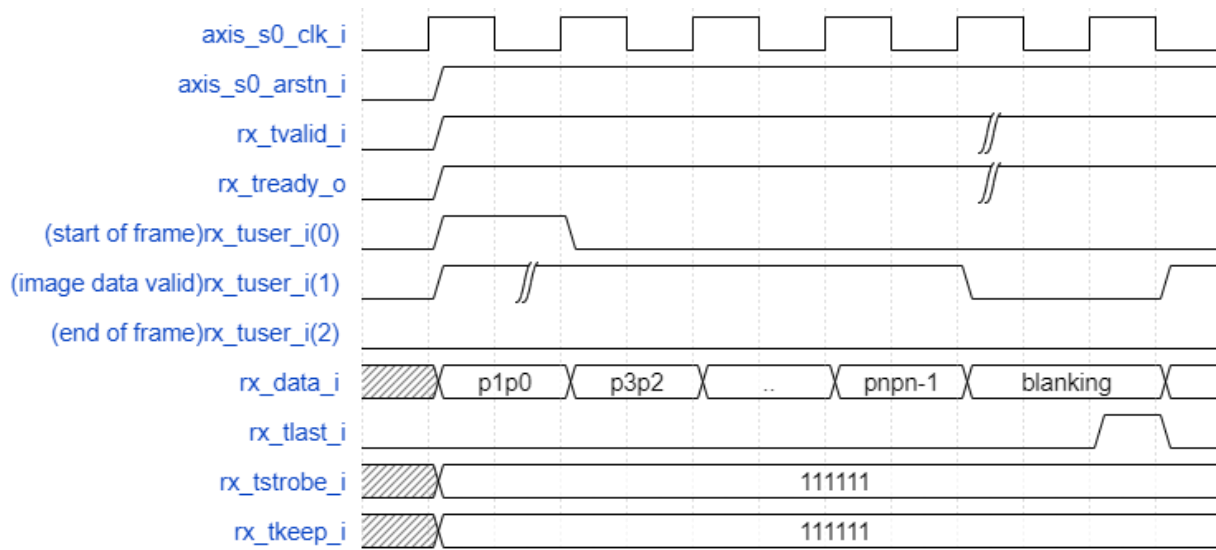 axis_s0_clk_i
axis_s0_arstn_i
rx_tvalid_i
rx_tready_o
(start of frame)rx_tuser_i(0)
(image data valid)rx_tuser_i(1)
(end of frame)rx_tuser_i(2)
rx_data_i p1p0 p3p2 .. pnpn-1 blanking
rx_tlast_i
rx_tstrobe_i 111111
rx_tkeep_i 111111